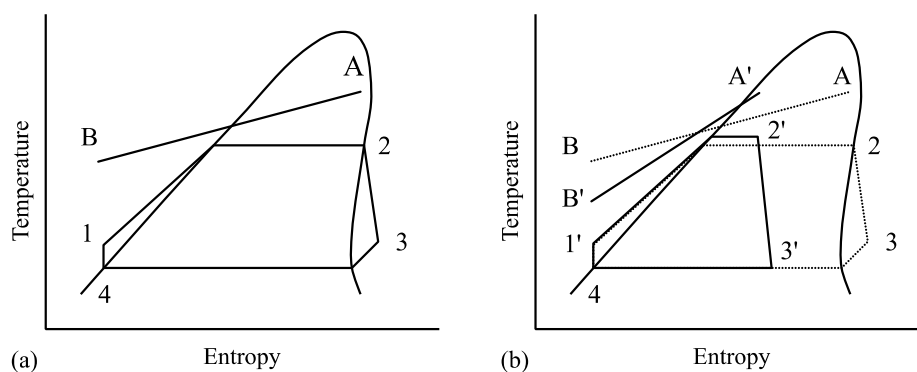 Temperature
A
B
2
1
3
4
Entropy
(a)
Temperature
A'
A
2'
B
2
B'
1'
3'
3
4
Entropy
(b)